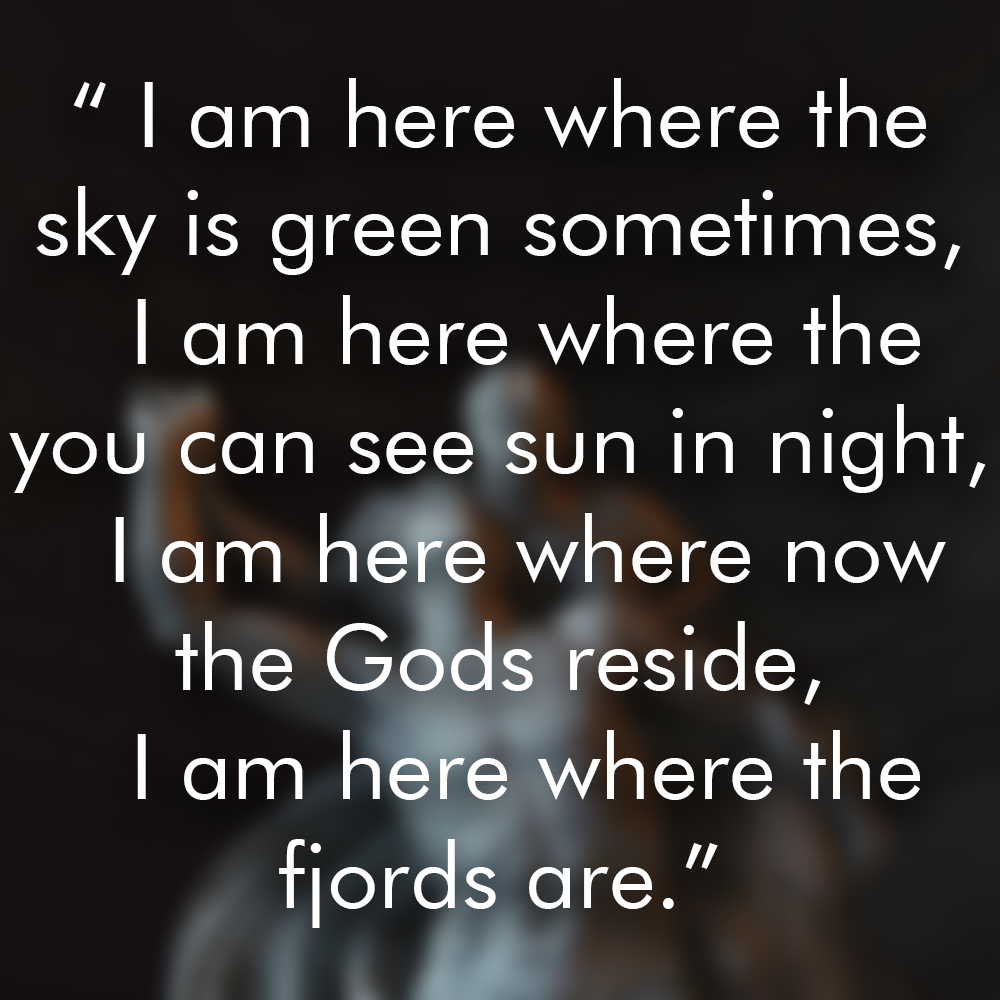 “ I am here where the
sky is green sometimes,
I am here where the
you can see sun in night,
I am here where now
the Gods reside,
I am here where the
fjords are.”